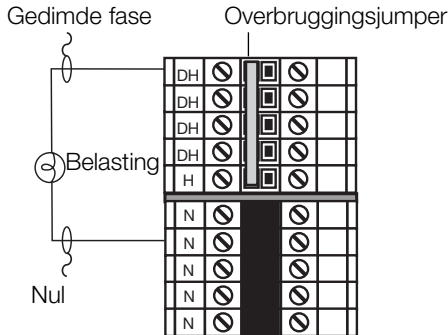 Gedimde fase
Overbruggingsjumper
DH
DH
DH
DH
Belasting
H
N
N
N
N
N
Nul